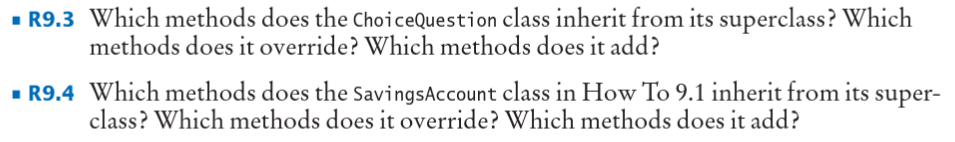 ▪ R9.3 Which methods does the ChoiceQuestion class inherit from its superclass? Which
methods does it override? Which methods does it add?
▪ R9.4 Which methods does the SavingsAccount class in How To 9.1 inherit from its super-
class? Which methods does it override? Which methods does it add?